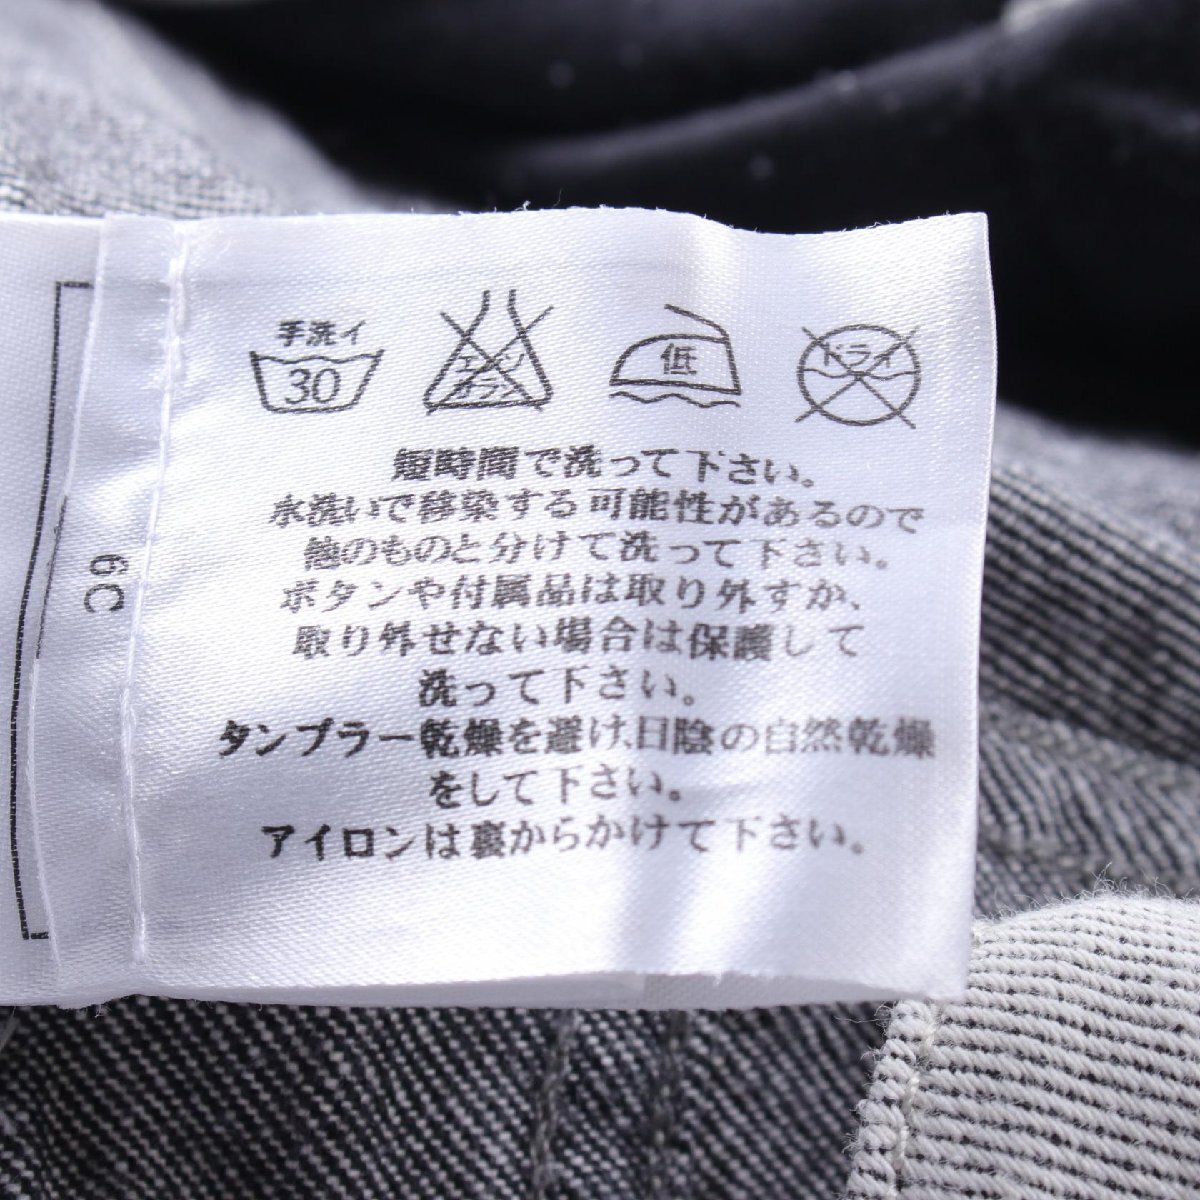 手洗イ
30
エンソ
サラシ
低
ドライ
短時間で洗って下さい。
水洗いで移染する可能性があるので
他のものと分けて洗って下さい。
ボタンや付属品は取り外すか、
取り外せない場合は保護して
洗って下さい。
タンブラー乾燥を避け、日陰の自然乾燥
をして下さい。
アイロンは裏からかけて下さい。
6C